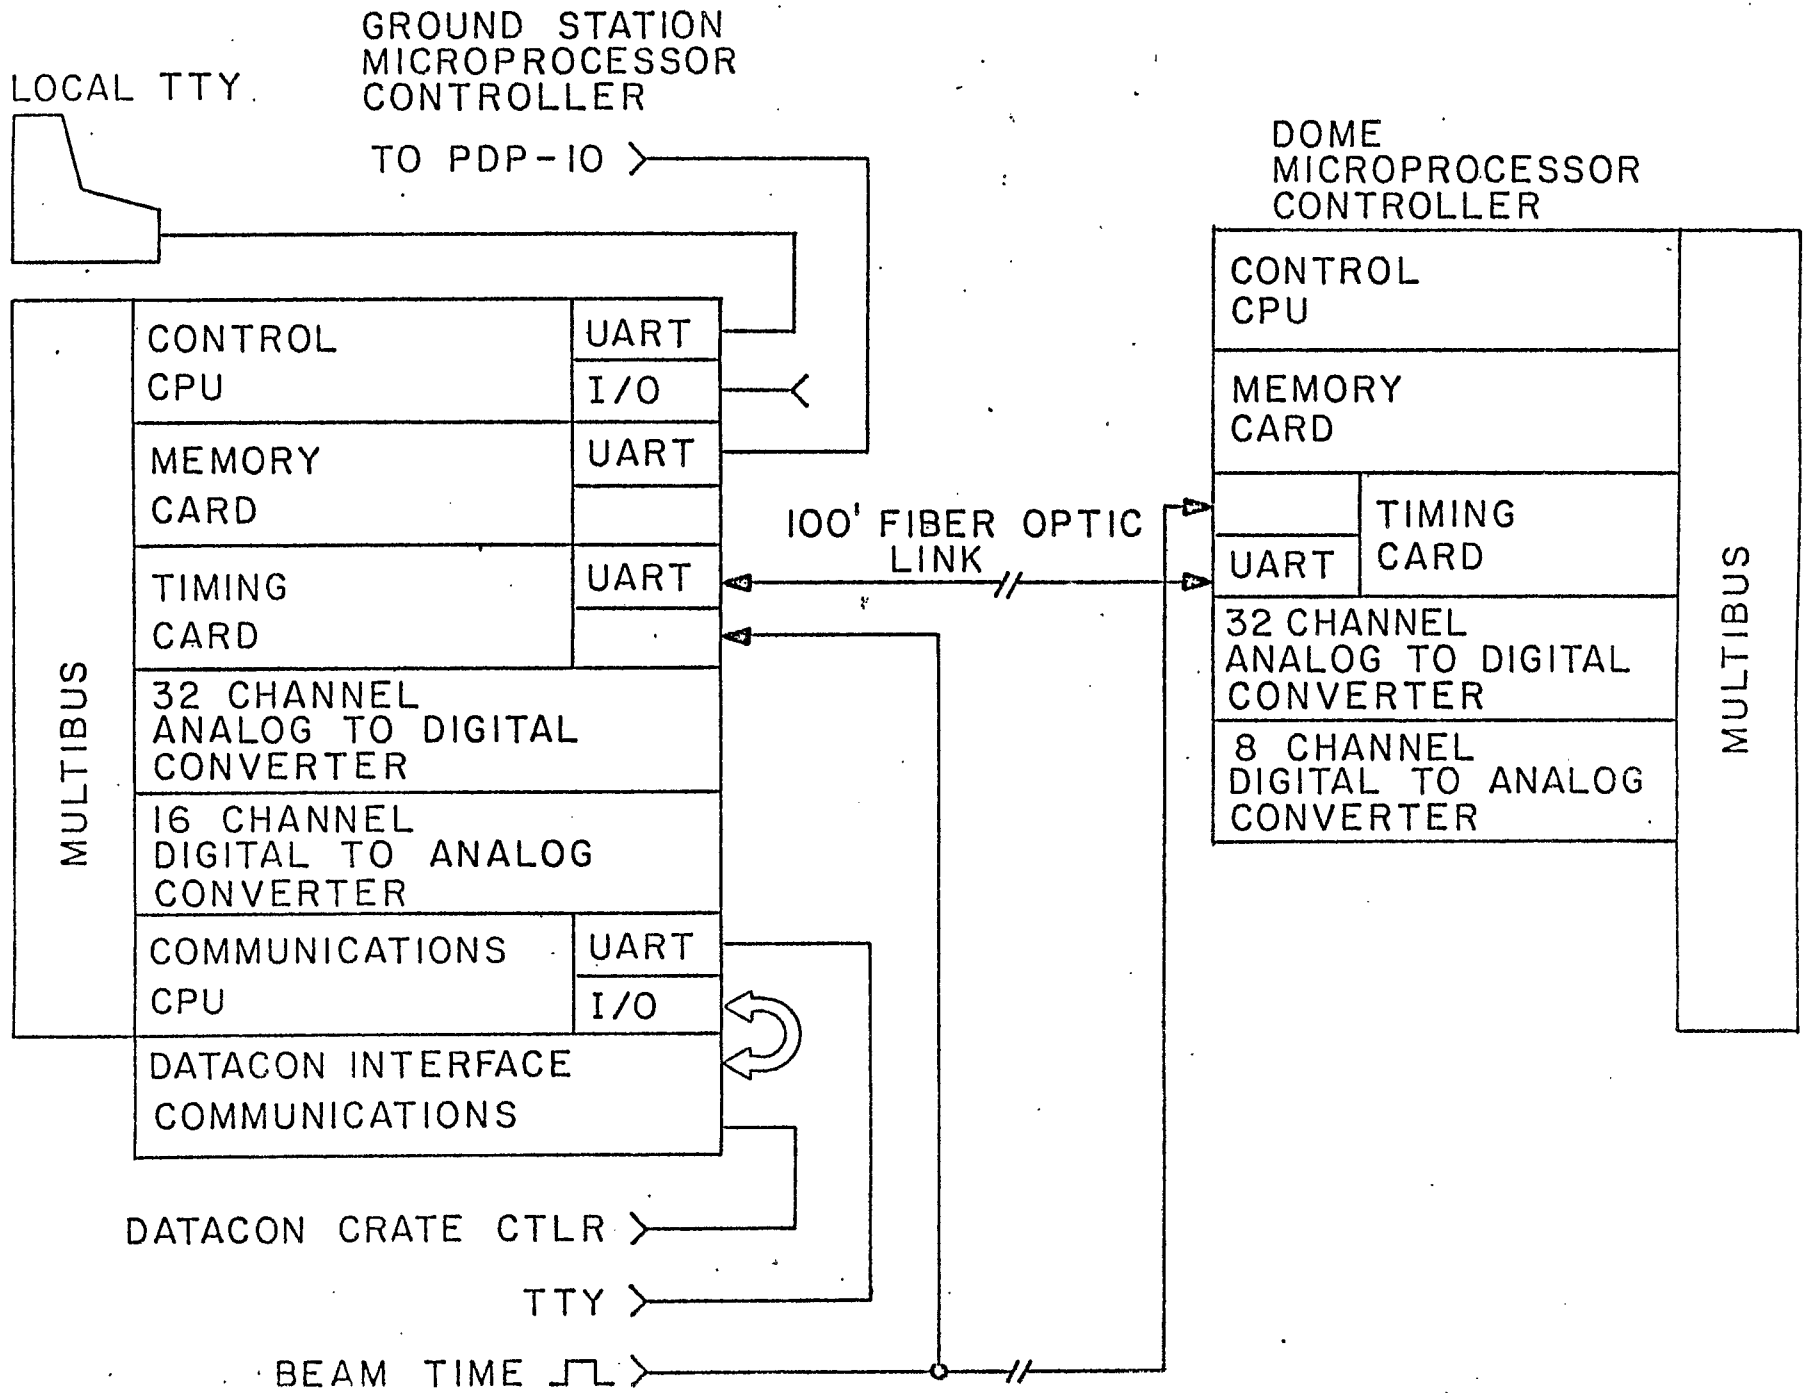 GROUND STATION
MICROPROCESSOR
CONTROLLER
LOCAL TTY
TO PDP-10
DOME
MICROPROCESSOR
CONTROLLER
MULTIBUS
CONTROL
CPU
UART
I/O
MEMORY
CARD
UART
TIMING
CARD
UART
32 CHANNEL
ANALOG TO DIGITAL
CONVERTER
16 CHANNEL
DIGITAL TO ANALOG
CONVERTER
COMMUNICATIONS
CPU
UART
I/O
DATACON INTERFACE
COMMUNICATIONS
100' FIBER OPTIC
LINK
CONTROL
CPU
MEMORY
CARD
TIMING
CARD
UART
32 CHANNEL
ANALOG TO DIGITAL
CONVERTER
8 CHANNEL
DIGITAL TO ANALOG
CONVERTER
MULTIBUS
DATACON CRATE CTLR
TTY
BEAM TIME